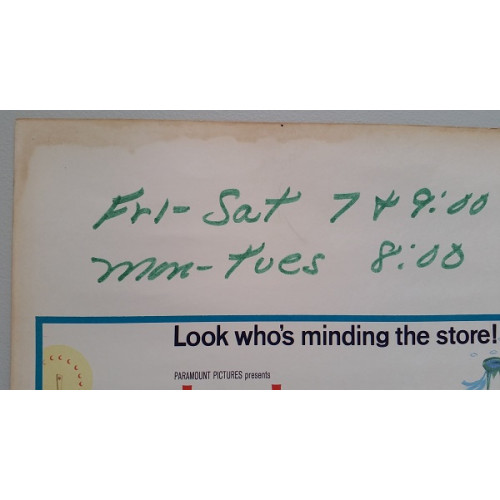 Fri- Sat 7 & 9:00
Mon- Tues 8:00
Look who's minding the store!
PARAMOUNT PICTURES presents